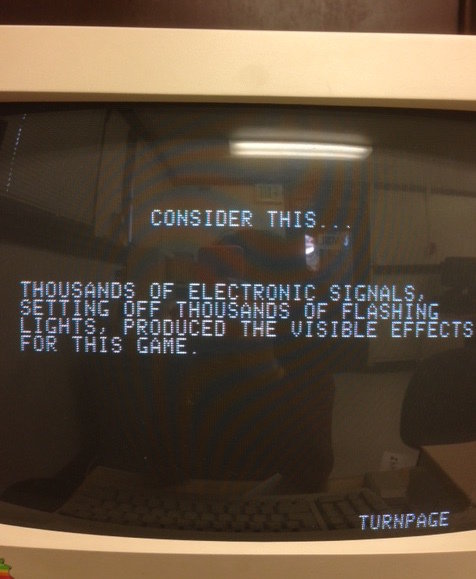 CONSIDER THIS...
THOUSANDS OF ELECTRONIC SIGNALS,
SETTING OFF THOUSANDS OF FLASHING
LIGHTS, PRODUCED THE VISIBLE EFFECTS
FOR THIS GAME.
TURNPAGE